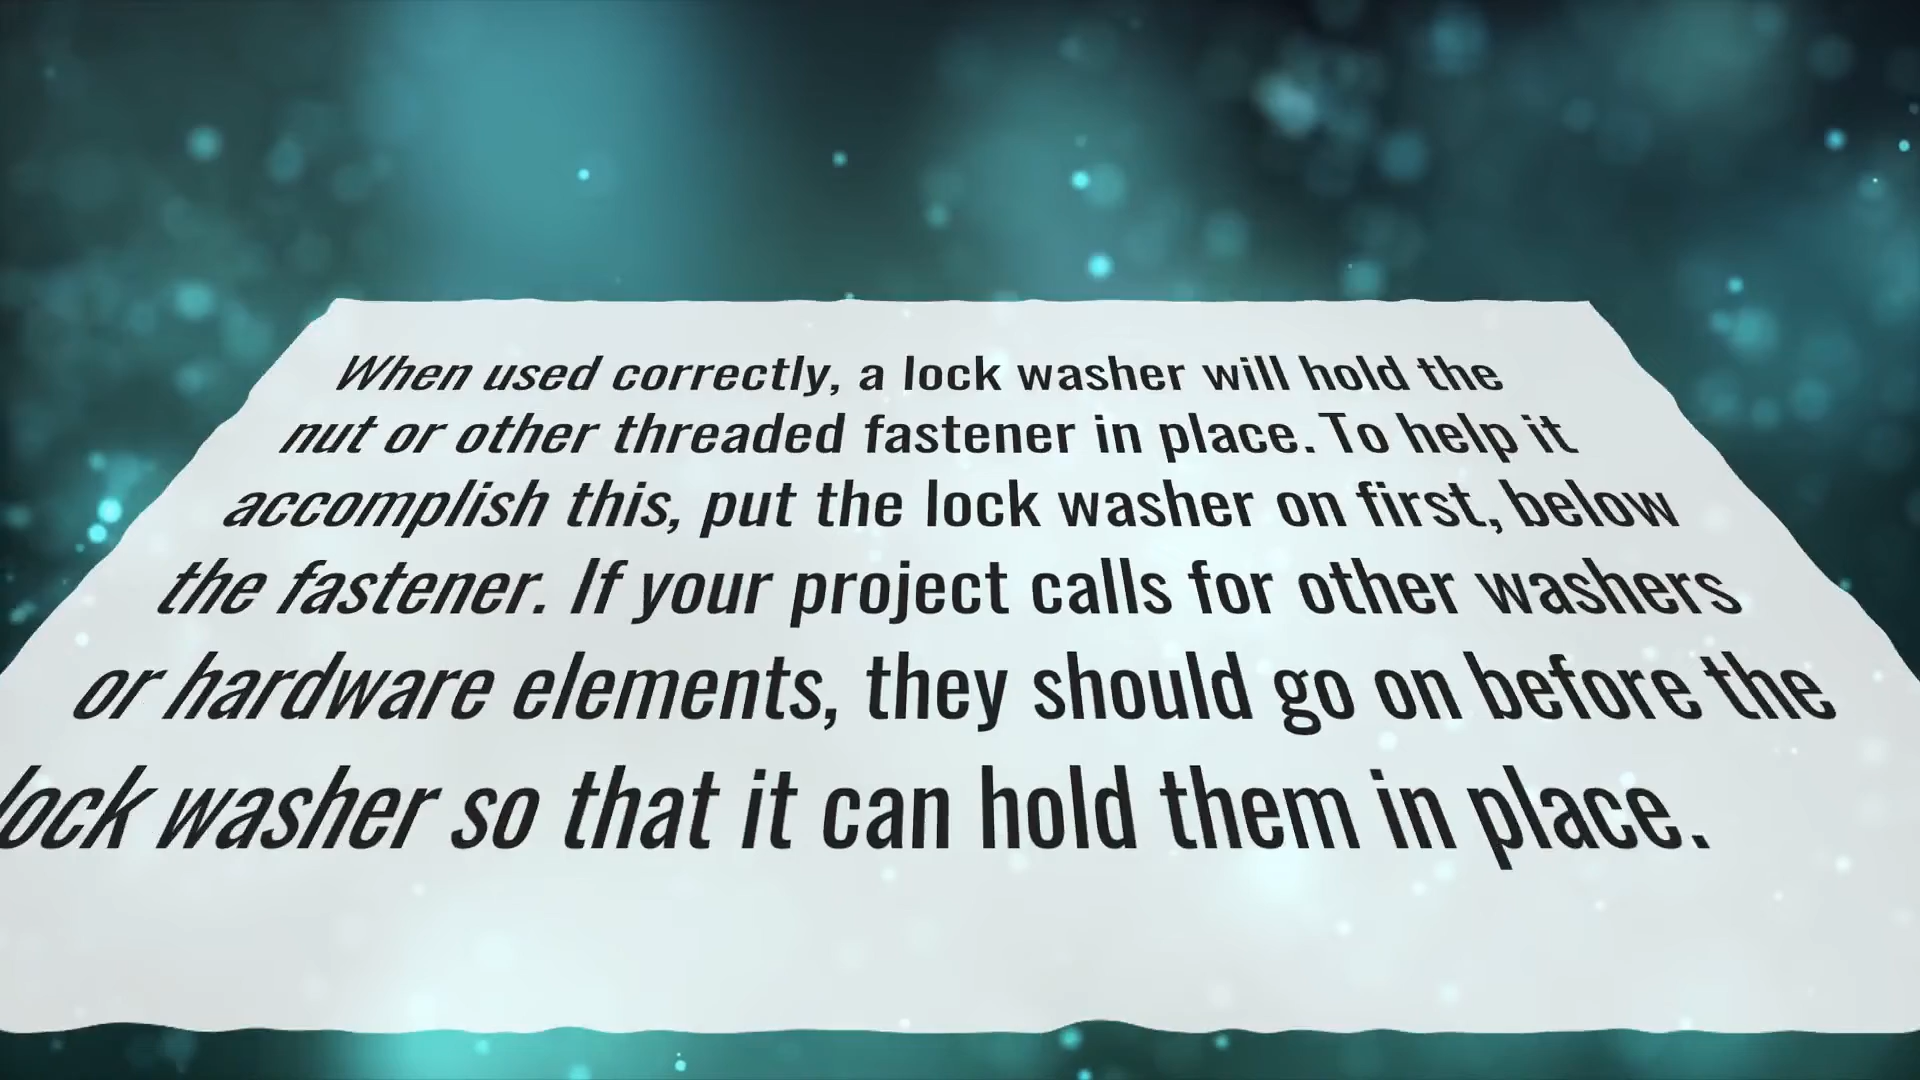 When used correctly, a lock washer will hold the
nut or other threaded fastener in place. To help it
accomplish this, put the lock washer on first, below
the fastener. If your project calls for other washers
or hardware elements, they should go on before the
lock washer so that it can hold them in place.